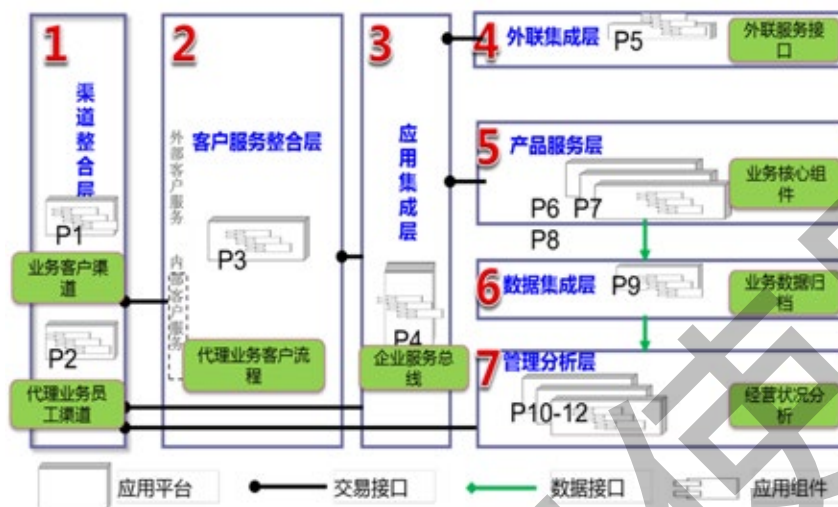 1
渠道整合层
P1
业务客户渠
道
P2
代理业务员
工渠道
2
外部客户服务
客户服务整合层
P3
内部客户服务
代理业务客户流
程
3
应用集成层
P4
企业服务总
线
4
外联集成层
P5
外联服务接
口
5
产品服务层
P6 P7
P8
业务核心组
件
6
数据集成层
P9
业务数据归
档
7
管理分析层
P10-12
经营状况分
析
应用平台
交易接口
数据接口
应用组件